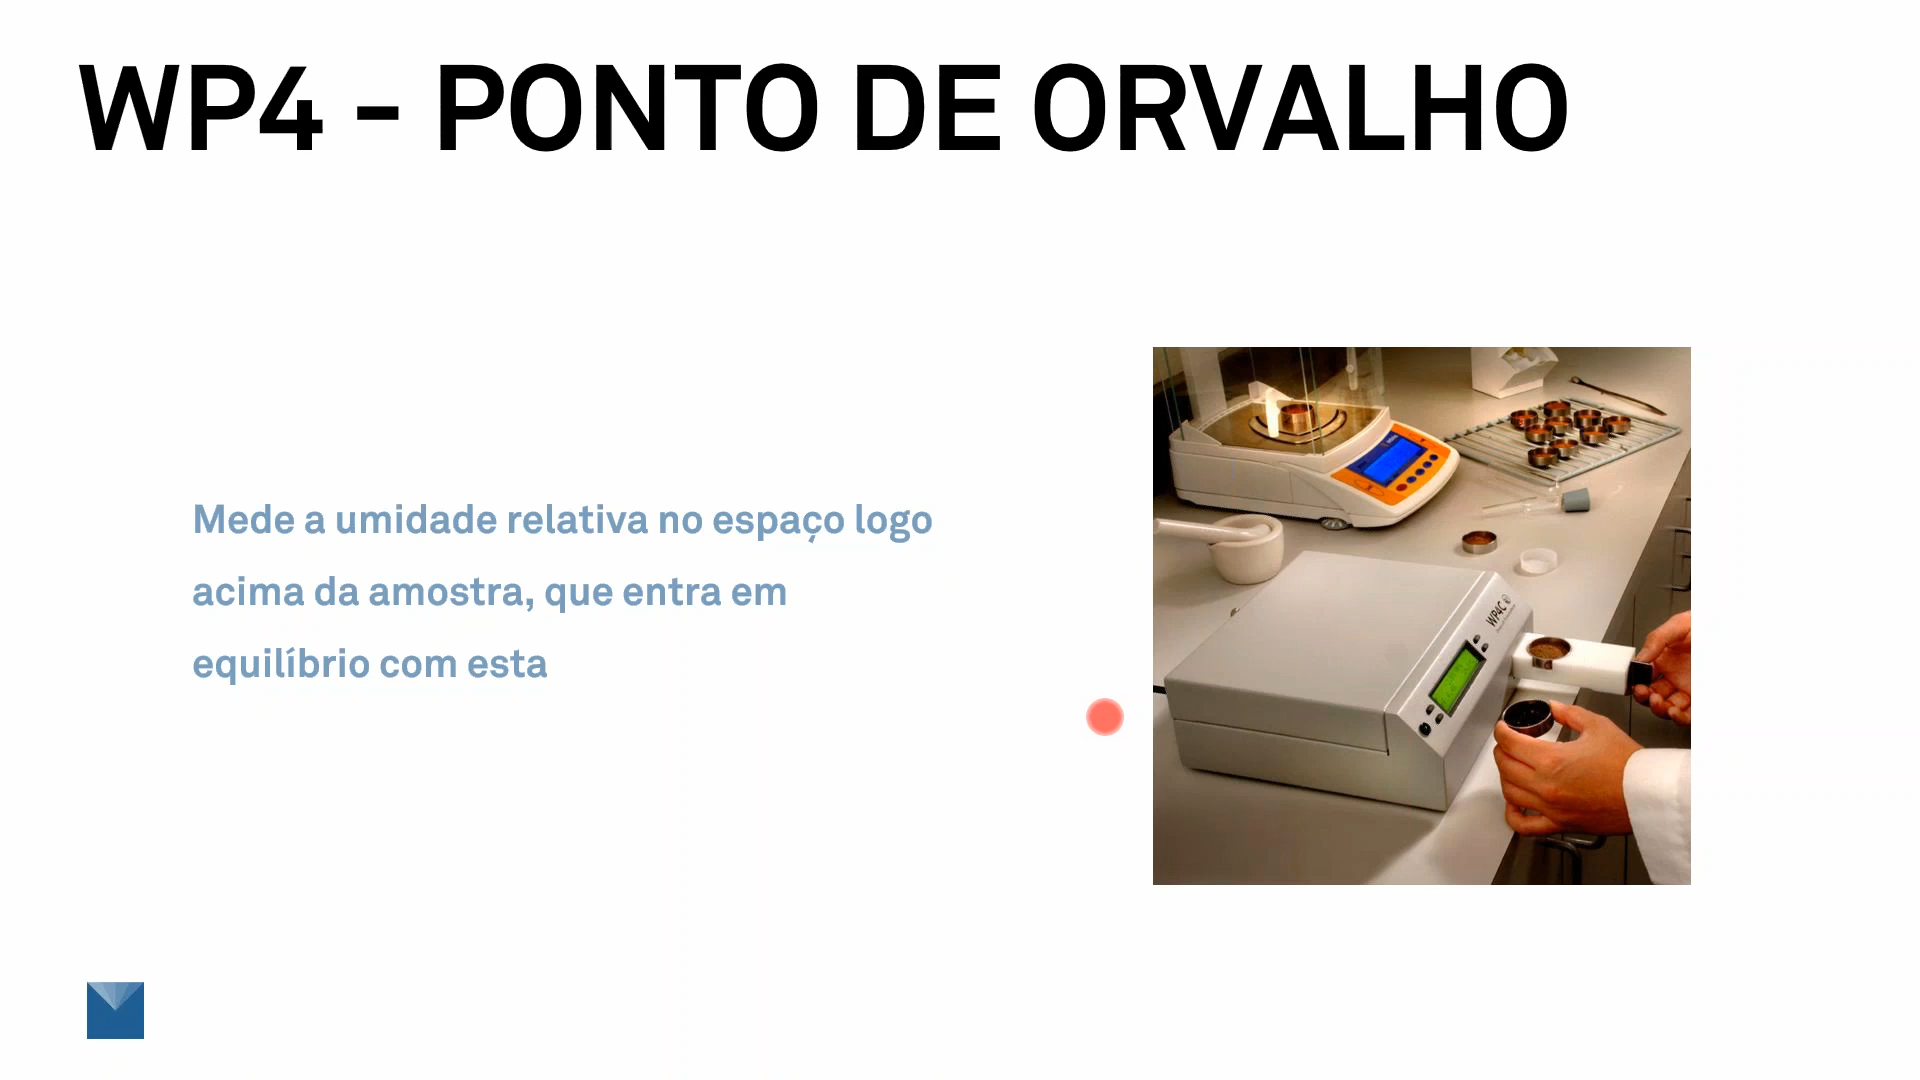 WP4 - PONTO DE ORVALHO
Mede a umidade relativa no espaço logo
acima da amostra, que entra em
equilíbrio com esta
WP4C